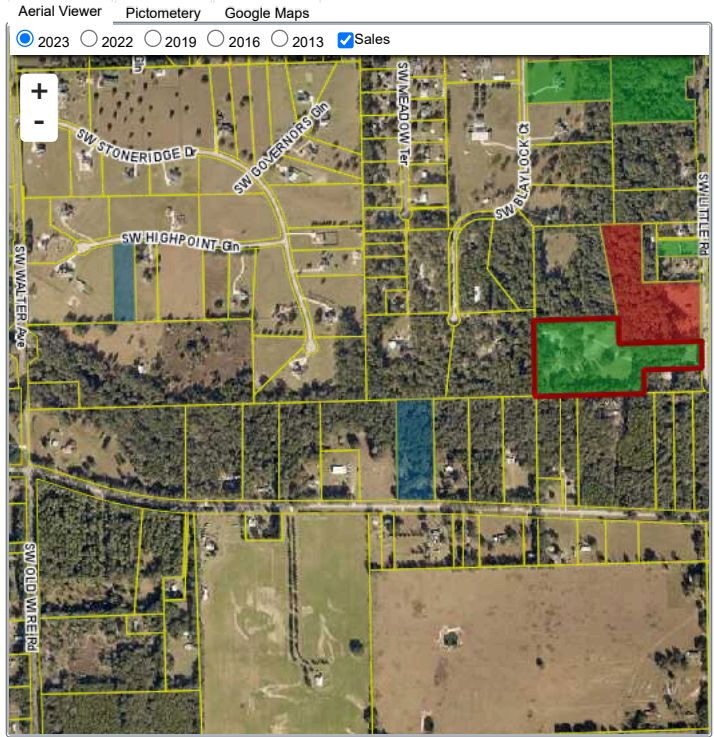 Aerial Viewer Pictometery Google Maps
2023 2022 2019 2016 2013 Sales
+
-
Gln
SW MEADOW Ter
SW GOVERNORS Gln
SW STONERIDGE Dr
SW BLAYLOCK Ct
SW LITTLE Rd
SW HIGHPOINT Gln
SW WALTER Ave
SW OLD WIRE Rd